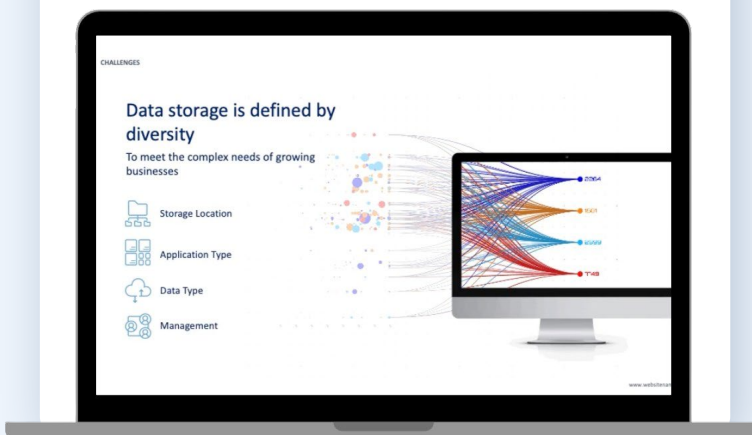 CHALLENGES
Data storage is defined by
diversity
To meet the complex needs of growing
businesses
Storage Location
Application Type
Data Type
Management